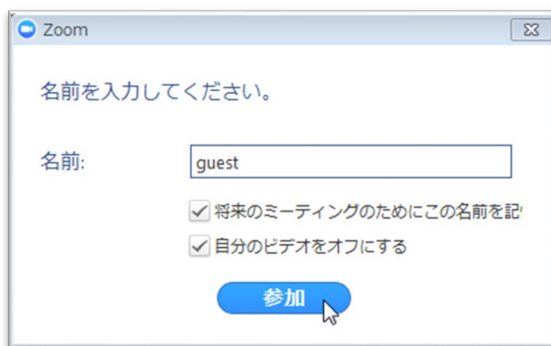 Zoom
名前を入力してください。
名前:
guest
将来のミーティングのためにこの名前を記
自分のビデオをオフにする
参加